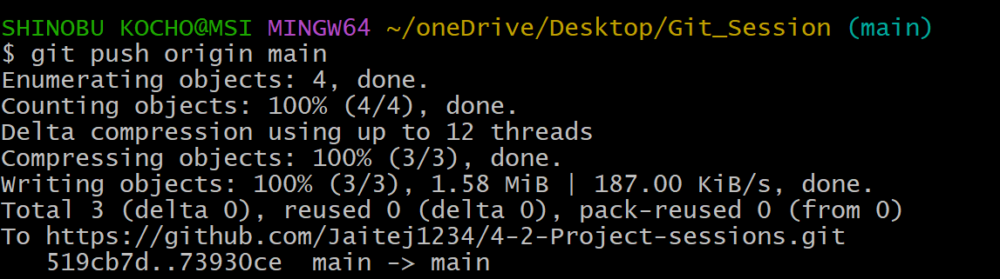 SHINOBU KOCHO@MSI MINGW64 ~/oneDrive/Desktop/Git_Session (main)
$ git push origin main
Enumerating objects: 4, done.
Counting objects: 100% (4/4), done.
Delta compression using up to 12 threads
Compressing objects: 100% (3/3), done.
Writing objects: 100% (3/3), 1.58 MiB | 187.00 KiB/s, done.
Total 3 (delta 0), reused 0 (delta 0), pack-reused 0 (from 0)
To https://github.com/Jaitej1234/4-2-Project-sessions.git
   519cb7d..73930ce  main -> main